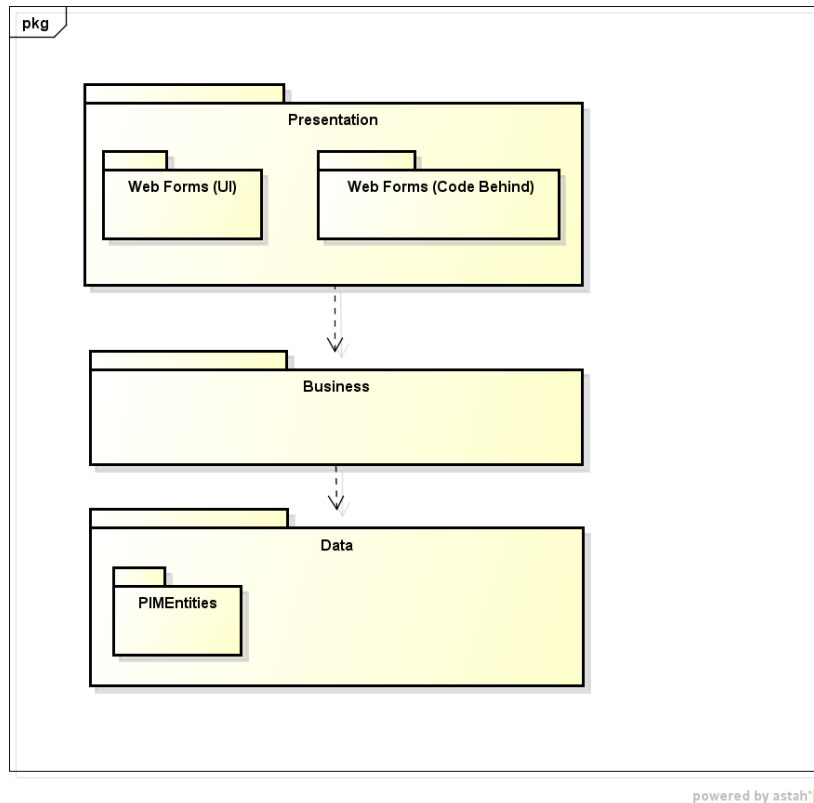 pkg
Presentation
Web Forms (UI)
Web Forms (Code Behind)
Business
Data
PIMEntities
powered by astah*